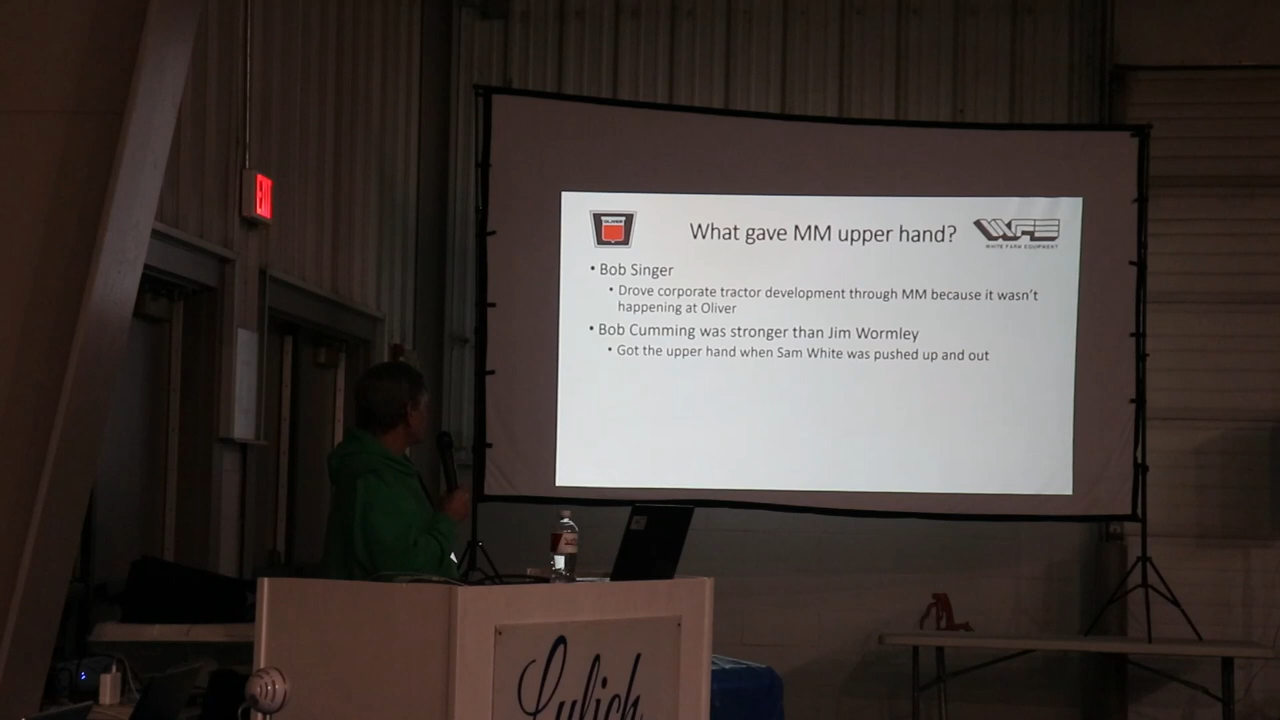 EXIT
OLIVER
What gave MM upper hand?
WFE
WHITE FARM EQUIPMENT
• Bob Singer
• Drove corporate tractor development through MM because it wasn't
happening at Oliver
• Bob Cumming was stronger than Jim Wormley
• Got the upper hand when Sam White was pushed up and out
Lulich